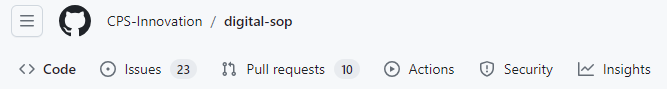 CPS-Innovation / digital-sop
Code Issues 23 Pull requests 10 Actions Security Insights